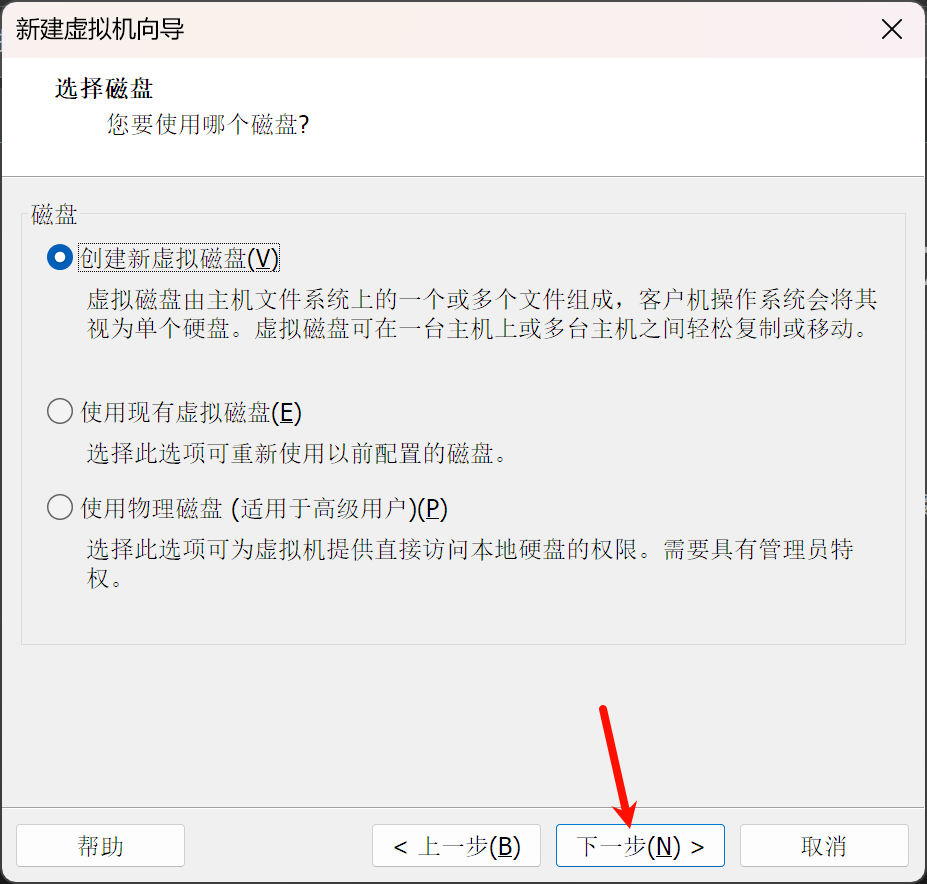 新建虚拟机向导
选择磁盘
您要使用哪个磁盘?
磁盘
创建新虚拟磁盘(V)
虚拟磁盘由主机文件系统上的一个或多个文件组成，客户机操作系统会将其
视为单个硬盘。虚拟磁盘可在一台主机上或多台主机之间轻松复制或移动。
使用现有虚拟磁盘(E)
选择此选项可重新使用以前配置的磁盘。
使用物理磁盘 (适用于高级用户)(P)
选择此选项可为虚拟机提供直接访问本地硬盘的权限。需要具有管理员特
权。
帮助
< 上一步(B)
下一步(N) >
取消